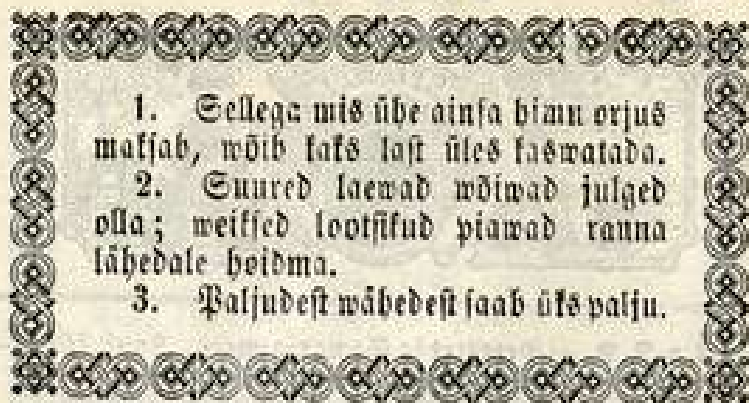 1. Sellega mis ühe ainsa himu orjus
maksab, wõib kaks last üles kaswatada.
2. Suured laewad wõiwad julged
olla; weiksed lootsikud piawad ranna
lähedale hoidma.
3. Paljudest wähedest saab üks palju.